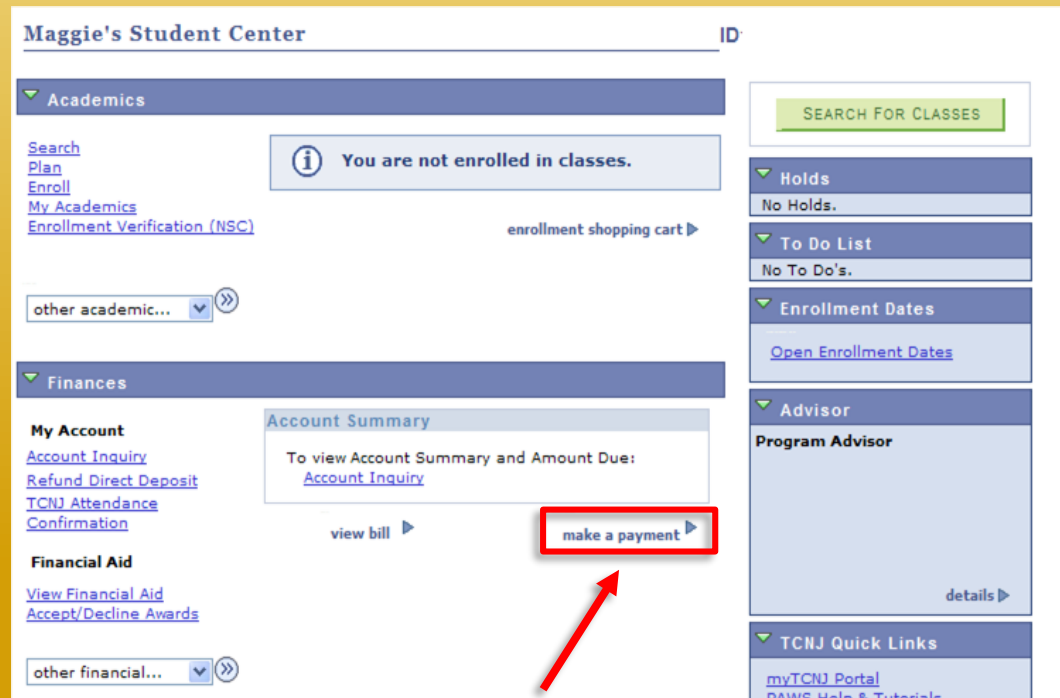 Maggie's Student Center
ID
Academics
Search
Plan
Enroll
My Academics
Enrollment Verification (NSC)
You are not enrolled in classes.
enrollment shopping cart
other academic...
Finances
My Account
Account Inquiry
Refund Direct Deposit
TCNJ Attendance
Confirmation
Financial Aid
View Financial Aid
Accept/Decline Awards
other financial...
Account Summary
To view Account Summary and Amount Due:
Account Inquiry
view bill
make a payment
SEARCH FOR CLASSES
Holds
No Holds.
To Do List
No To Do's.
Enrollment Dates
Open Enrollment Dates
Advisor
Program Advisor
details
TCNJ Quick Links
myTCNJ Portal
PAWS Help & Tutorials